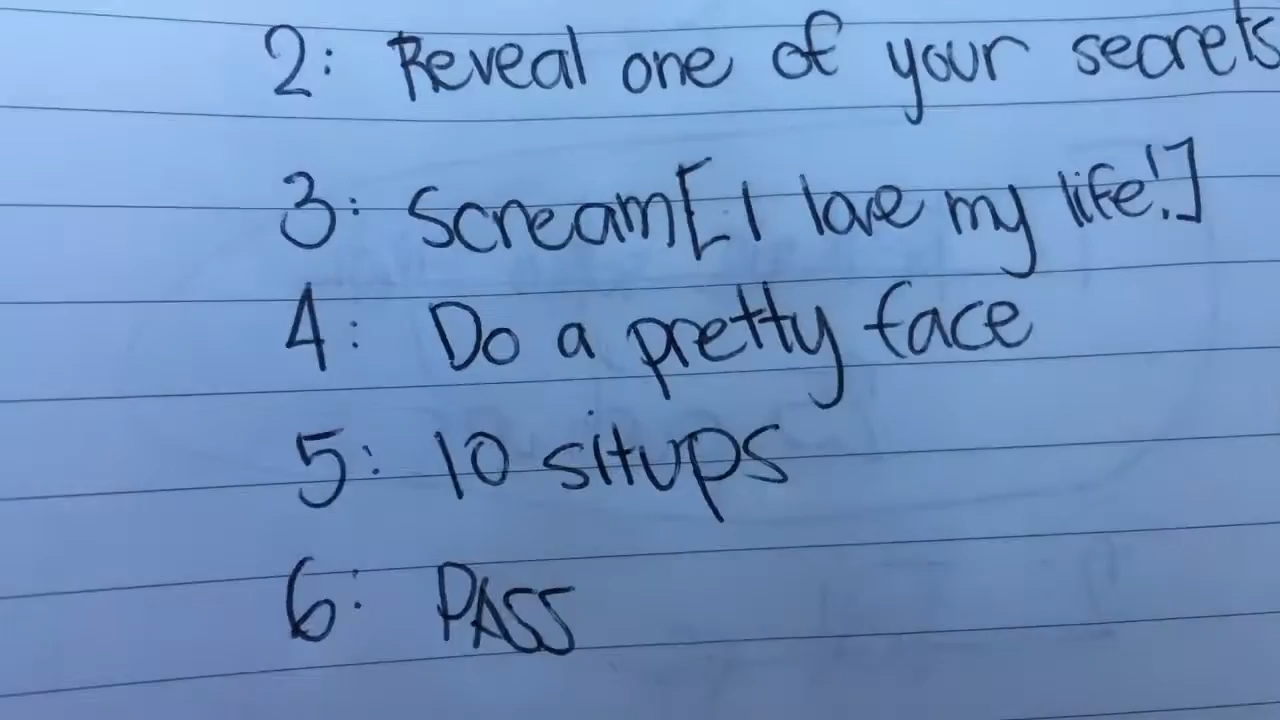 2: Reveal one of your secrets
3: Scream [I love my life!]
4: Do a pretty face
5: 10 situps
6: PASS